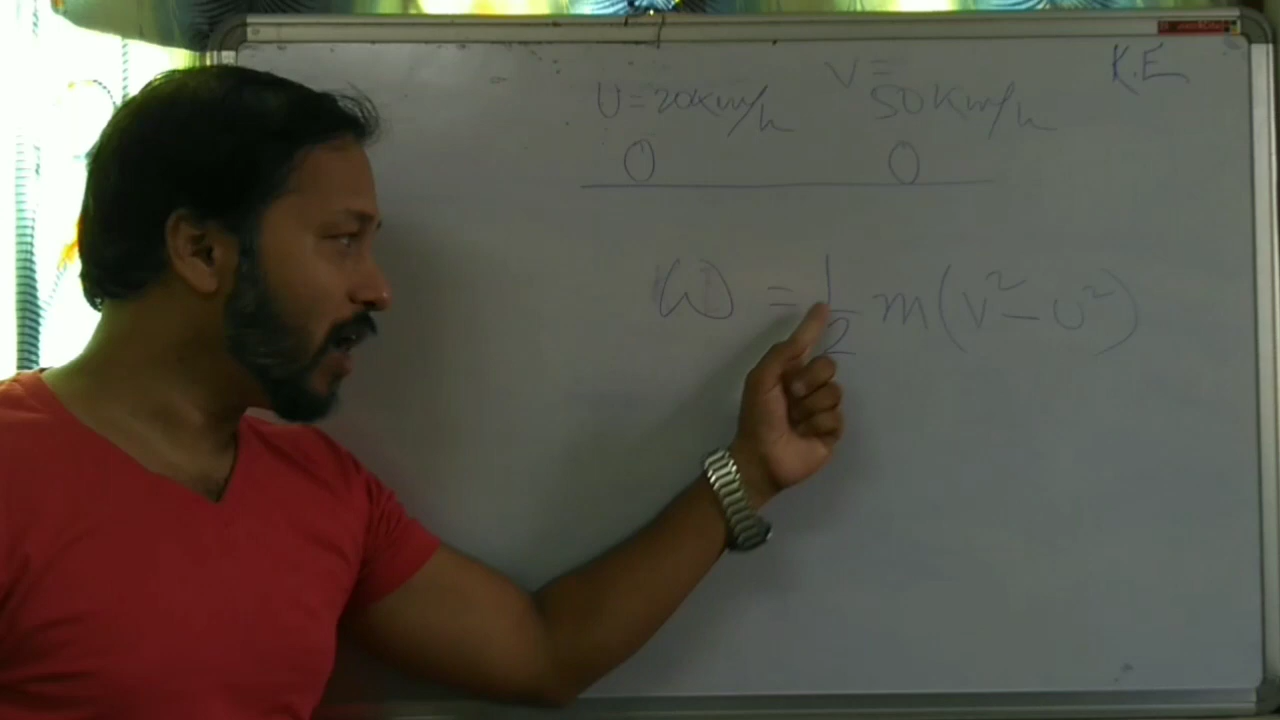 K.E
U=20Km/h V=50Km/h
O O
W = 1/2 m(v²-u²)